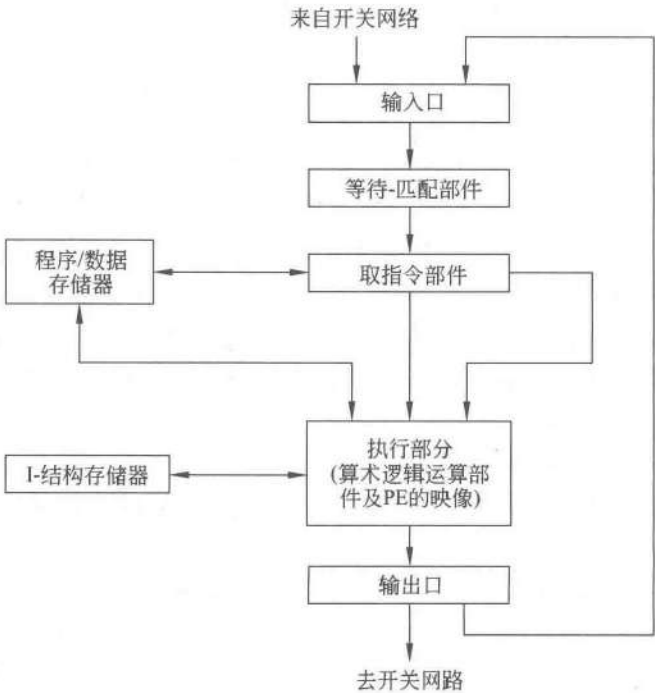 来自开关网络
输入口
等待-匹配部件
程序/数据
存储器
取指令部件
执行部分
(算术逻辑运算部
件及PE的映像)
I-结构存储器
输出口
去开关网路